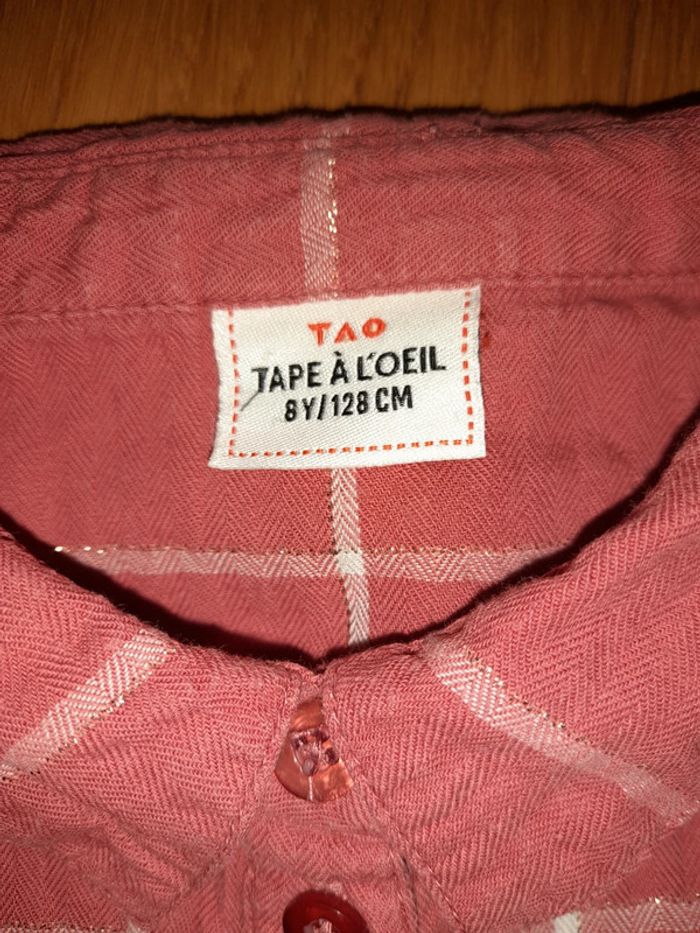 TAO
TAPE À L'OEIL
8Y/128 CM